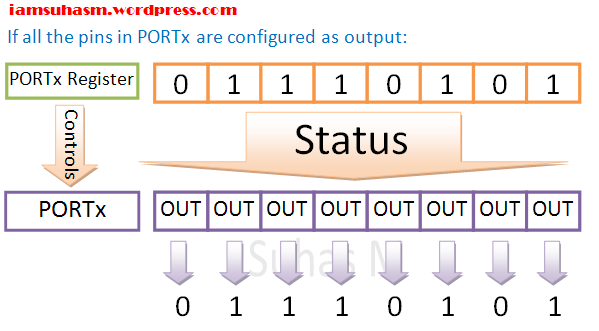 iamsuhasm.wordpress.com
If all the pins in PORTx are configured as output:
PORTx Register 0 1 1 1 0 1 0 1
Controls
Status
PORTx OUT OUT OUT OUT OUT OUT OUT OUT
Suhas M
0 1 1 1 0 1 0 1